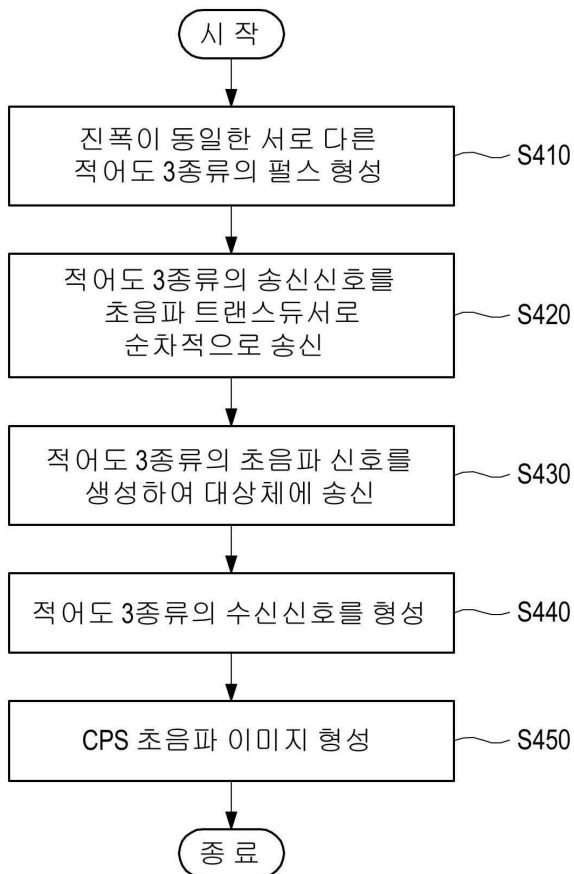 시 작
진폭이 동일한 서로 다른
적어도 3종류의 펄스 형성
S410
적어도 3종류의 송신신호를
초음파 트랜스듀서로
순차적으로 송신
S420
적어도 3종류의 초음파 신호를
생성하여 대상체에 송신
S430
적어도 3종류의 수신신호를 형성
S440
CPS 초음파 이미지 형성
S450
종 료